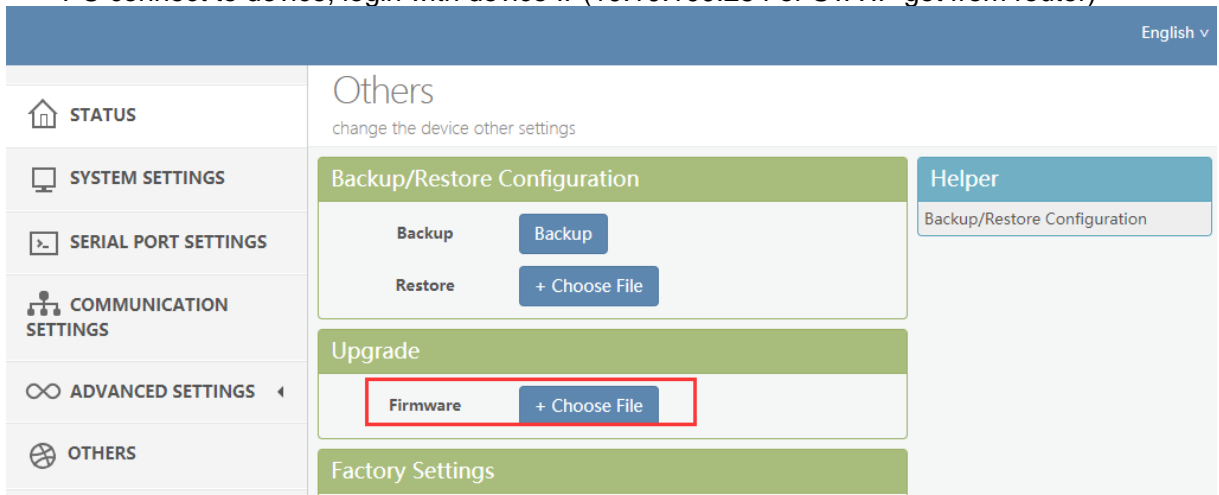 English v
STATUS
SYSTEM SETTINGS
SERIAL PORT SETTINGS
COMMUNICATION
SETTINGS
ADVANCED SETTINGS
OTHERS
Others
change the device other settings
Backup/Restore Configuration
Backup Backup
Restore + Choose File
Upgrade
Firmware + Choose File
Factory Settings
Helper
Backup/Restore Configuration